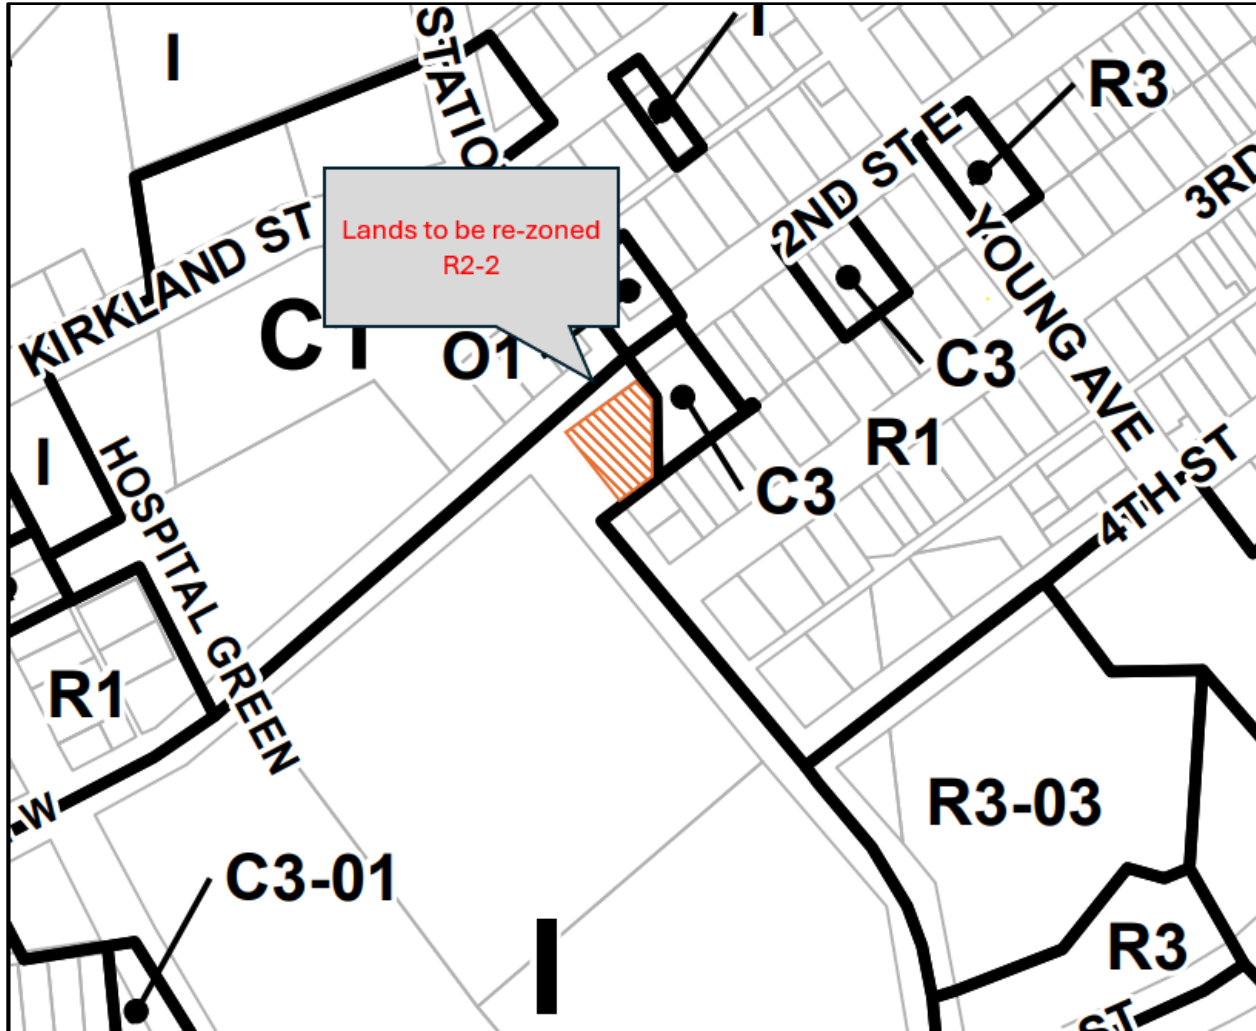 I
STATIO
I
R3
2ND ST E
3RD
KIRKLAND ST
Lands to be re-zoned
R2-2
C1
O1
YOUNG AVE
C3
I
HOSPITAL GREEN
R1
C3
4TH ST
R1
W
R3-03
C3-01
I
R3
ST